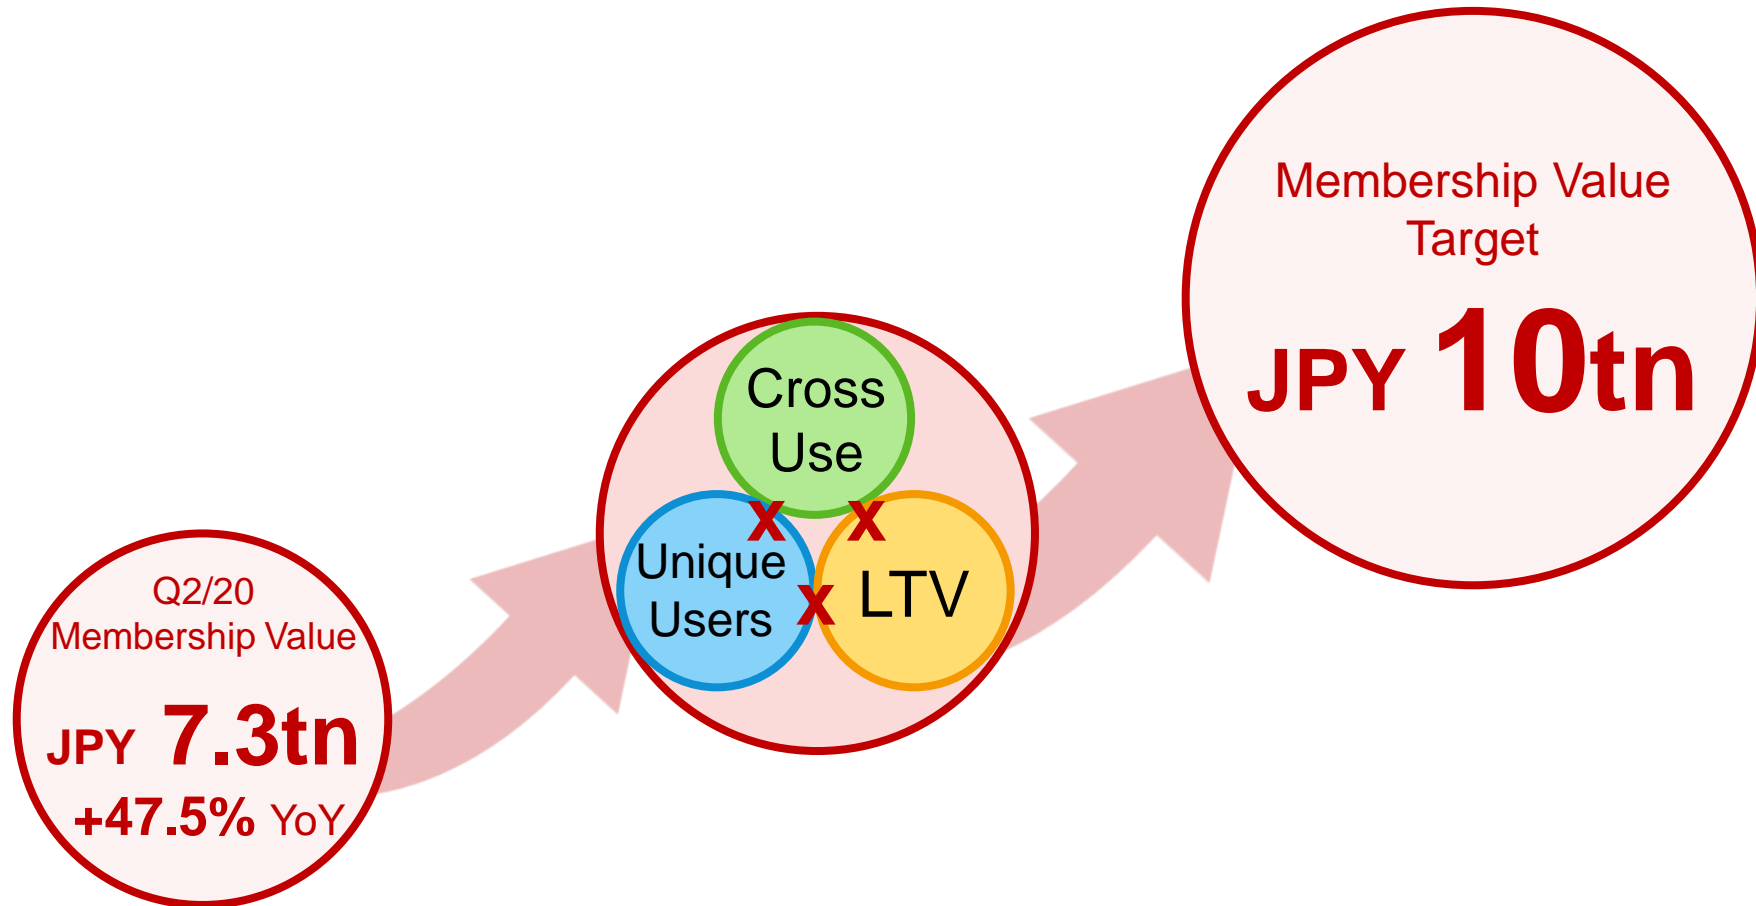 Q2/20
Membership Value
JPY 7.3tn
+47.5% YoY
Cross
Use
x x
Unique
Users
x
LTV
Membership Value
Target
JPY 10tn